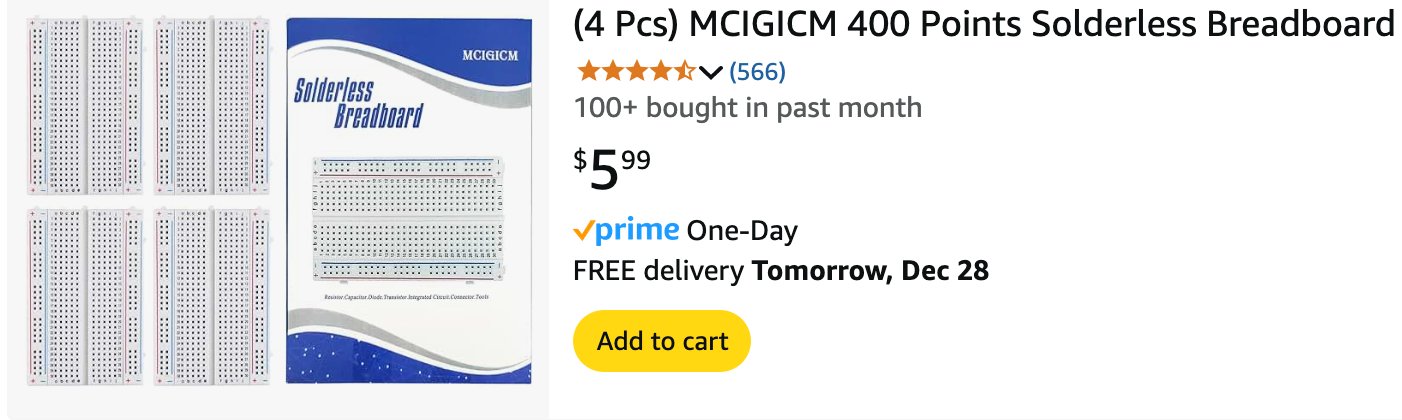 MCIGICM
Solderless
Breadboard
Resistor.Capacitor.Diode.Transistor.Integrated Circuit.Connector.Tools
(4 Pcs) MCIGICM 400 Points Solderless Breadboard
(566)
100+ bought in past month
$5 99
prime One-Day
FREE delivery Tomorrow, Dec 28
Add to cart